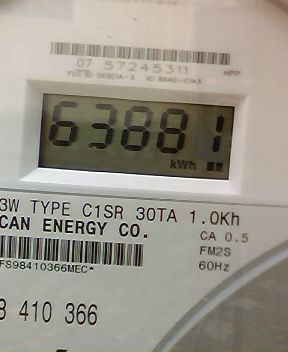 07 57245311 HPP
63881
kWh
3W TYPE C1SR 30TA 1.0Kh
CAN ENERGY CO.
CA 0.5
FM2S
60Hz
FS98410366MEC*
410 366